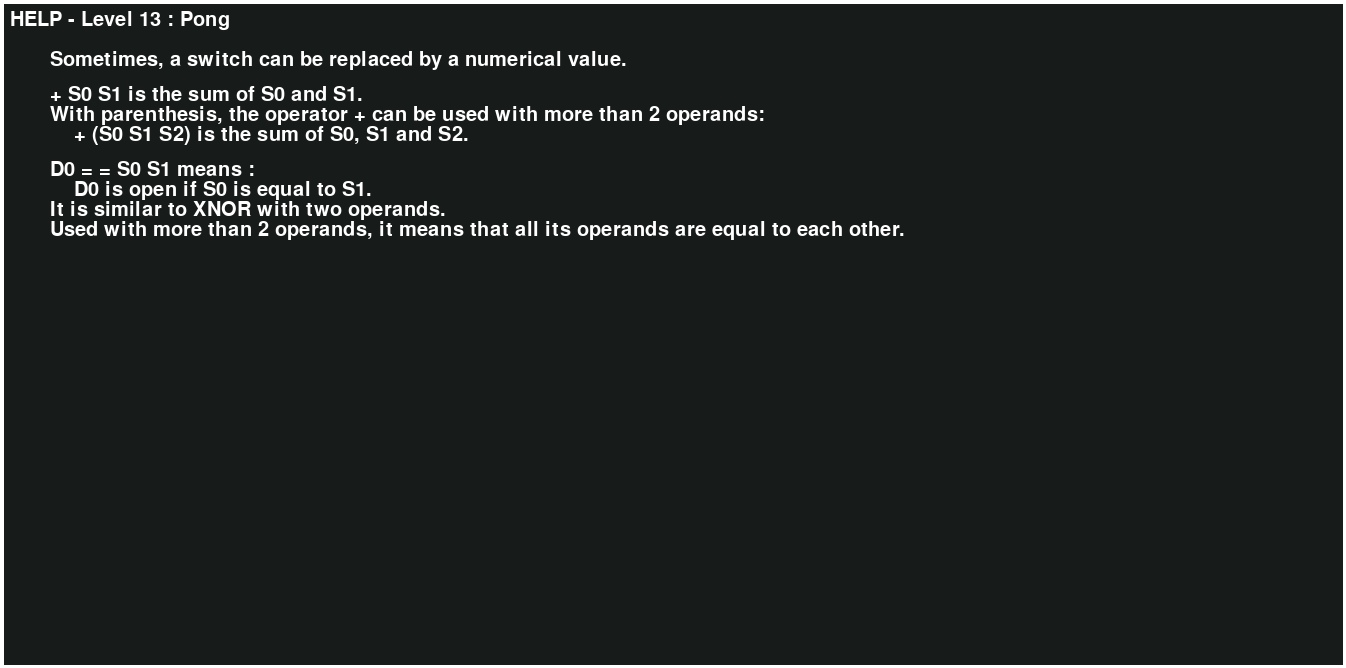 HELP - Level 13 : Pong
Sometimes, a switch can be replaced by a numerical value.
+ S0 S1 is the sum of S0 and S1.
With parenthesis, the operator + can be used with more than 2 operands:
+ (S0 S1 S2) is the sum of S0, S1 and S2.
D0 = = S0 S1 means :
D0 is open if S0 is equal to S1.
It is similar to XNOR with two operands.
Used with more than 2 operands, it means that all its operands are equal to each other.